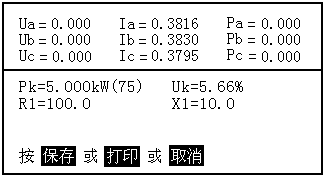 Ua=0.000 Ia=0.3816 Pa=0.000
Ub=0.000 Ib=0.3830 Pb=0.000
Uc=0.000 Ic=0.3795 Pc=0.000
Pk=5.000kW(75) Uk=5.66%
R1=100.0 X1=10.0
按 保存 或 打印 或 取消